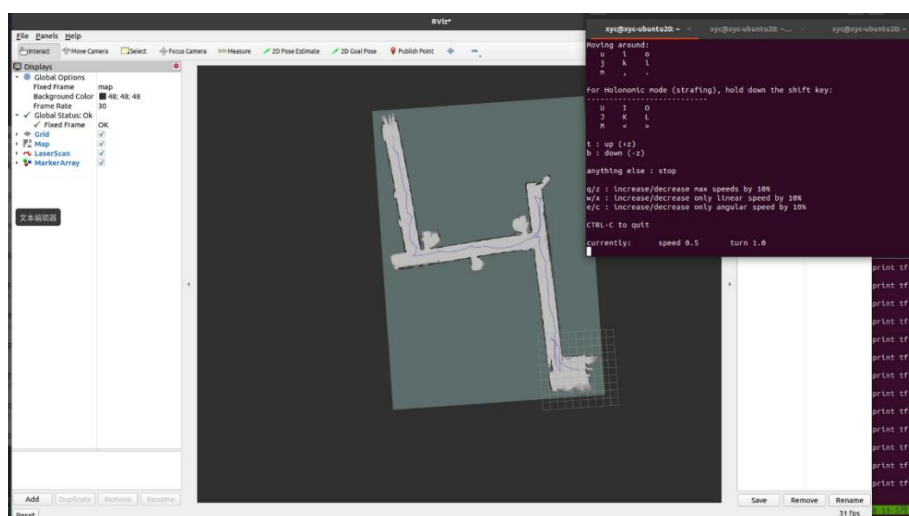 RViz*
File Panels Help
Interact Move Camera Select Focus Camera Measure 2D Pose Estimate 2D Goal Pose Publish Point
Displays
Global Options
Fixed Frame map
Background Color 48; 48; 48
Frame Rate 30
Global Status: Ok
Fixed Frame OK
Grid
Map
LaserScan
MarkerArray
文本编辑器
Add Duplicate Remove Rename
Reset
Save Remove Rename
31 fps
xyc@xyc-ubuntu20: ~ xyc@xyc-ubuntu20: ~... xyc@xyc-ubuntu20: ~
Moving around:
u i o
j k l
m , .
For Holonomic mode (strafing), hold down the shift key:
---------------------------
U I O
J K L
M < >
t : up (+z)
b : down (-z)
anything else : stop
q/z : increase/decrease max speeds by 10%
w/x : increase/decrease only linear speed by 10%
e/c : increase/decrease only angular speed by 10%
CTRL-C to quit
currently: speed 0.5 turn 1.0
print tf
print tf
print tf
print tf
print tf
print tf
print tf
print tf
print tf
print tf
print tf
print tf
print tf